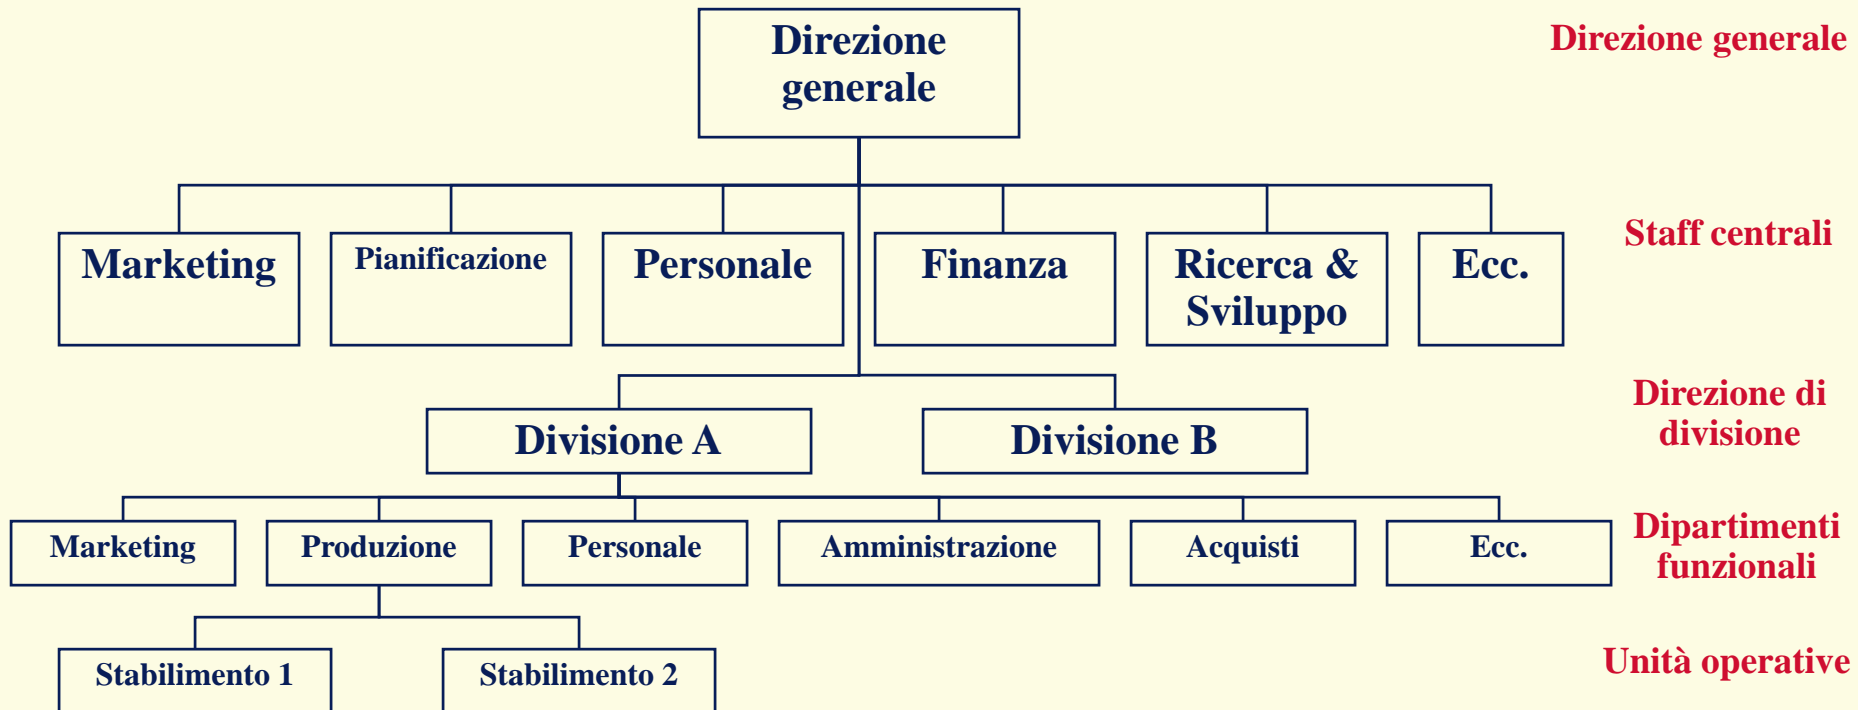 Direzione
generale
Direzione generale
Marketing
Pianificazione
Personale
Finanza
Ricerca &
Sviluppo
Ecc.
Staff centrali
Divisione A
Divisione B
Direzione di
divisione
Marketing
Produzione
Personale
Amministrazione
Acquisti
Ecc.
Dipartimenti
funzionali
Stabilimento 1
Stabilimento 2
Unità operative